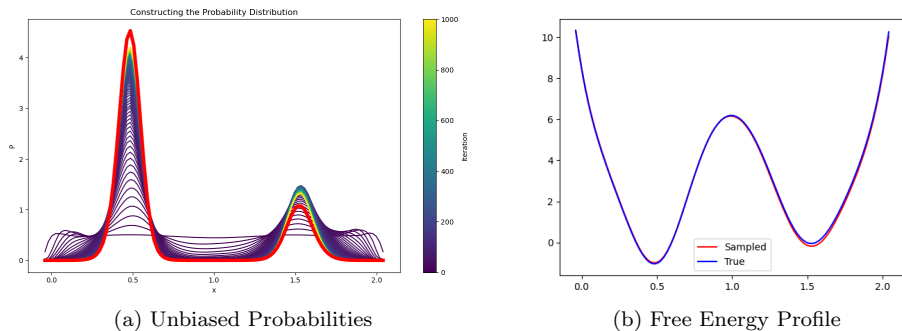 Constructing the Probability Distribution
4
3
2
1
0
P
0.0 0.5 1.0 1.5 2.0
x
1000
800
600
400
200
0
Iteration
(a) Unbiased Probabilities
10
8
6
4
2
0
0.0 0.5 1.0 1.5 2.0
Sampled
True
(b) Free Energy Profile